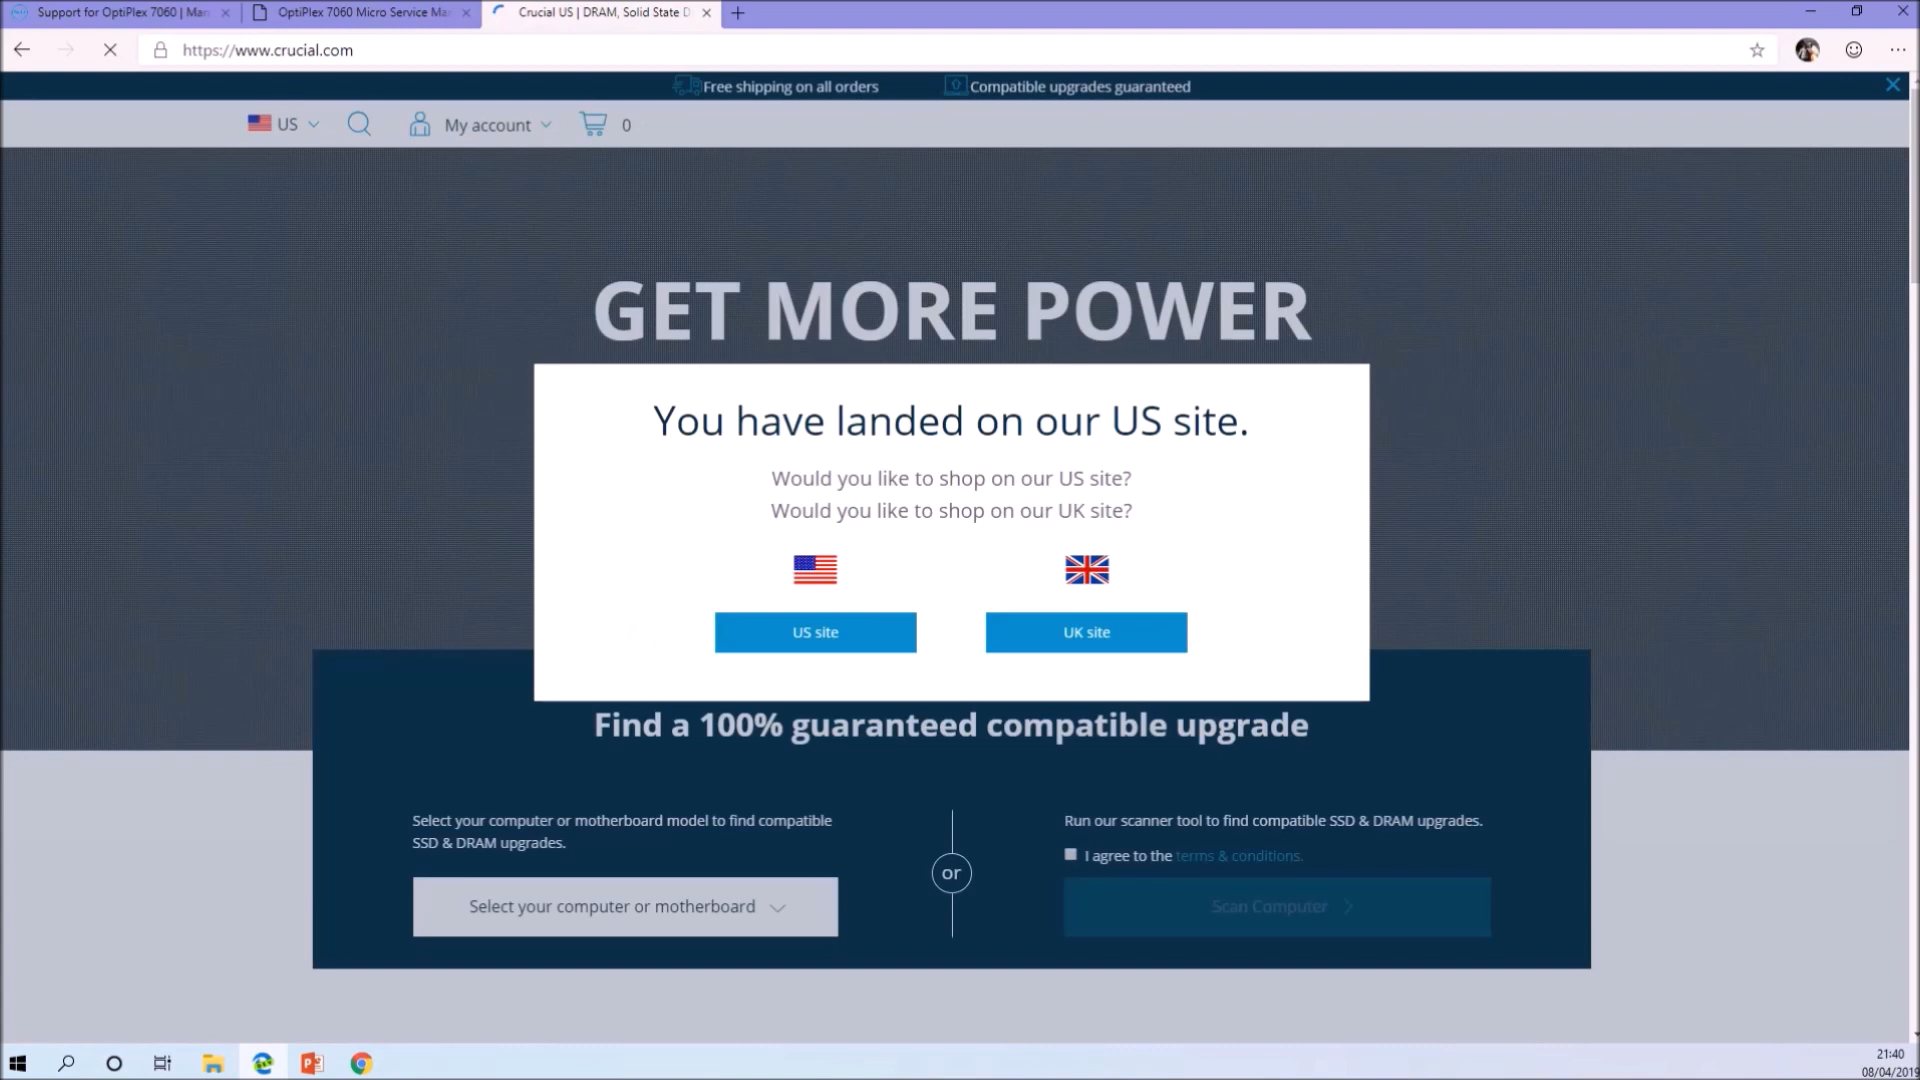 Support for OptiPlex 7060 | Man
OptiPlex 7060 Micro Service Ma
Crucial US | DRAM, Solid State D
https://www.crucial.com
Free shipping on all orders
Compatible upgrades guaranteed
US
My account
0
GET MORE POWER
You have landed on our US site.
Would you like to shop on our US site?
Would you like to shop on our UK site?
US site
UK site
Find a 100% guaranteed compatible upgrade
Select your computer or motherboard model to find compatible
SSD & DRAM upgrades.
Select your computer or motherboard
or
Run our scanner tool to find compatible SSD & DRAM upgrades.
I agree to the terms & conditions.
Scan Computer
21:40
08/04/2019